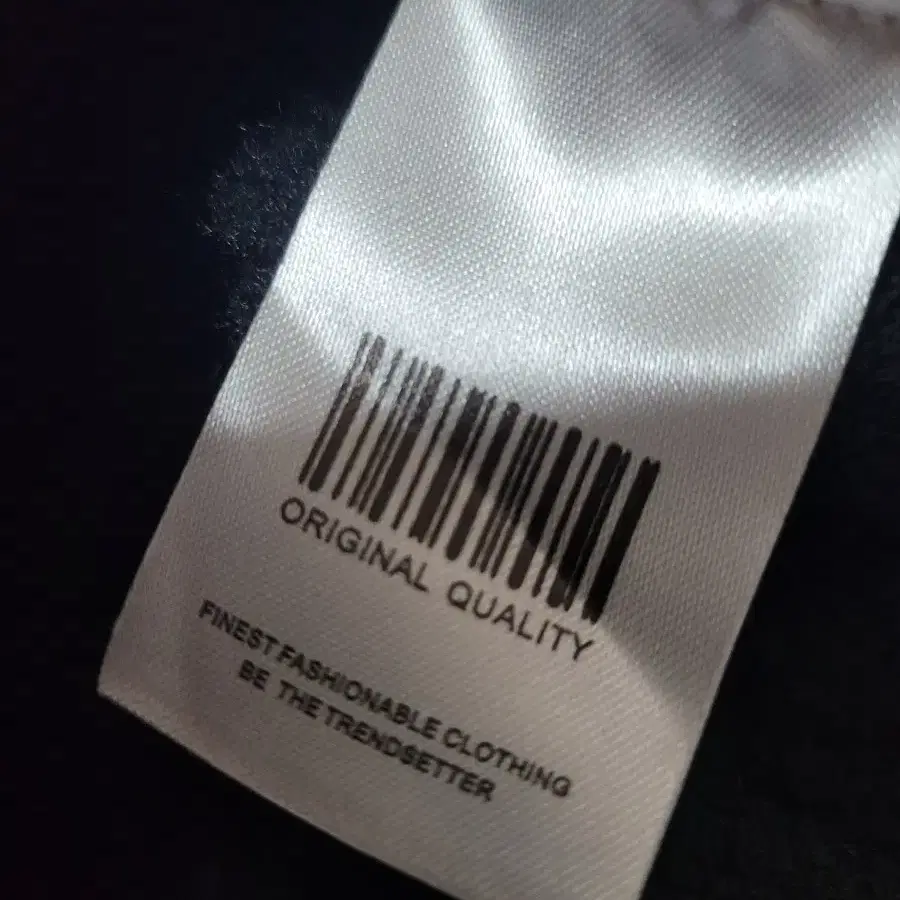 ORIGINAL QUALITY
FINEST FASHIONABLE CLOTHING
BE THE TRENDSETTER